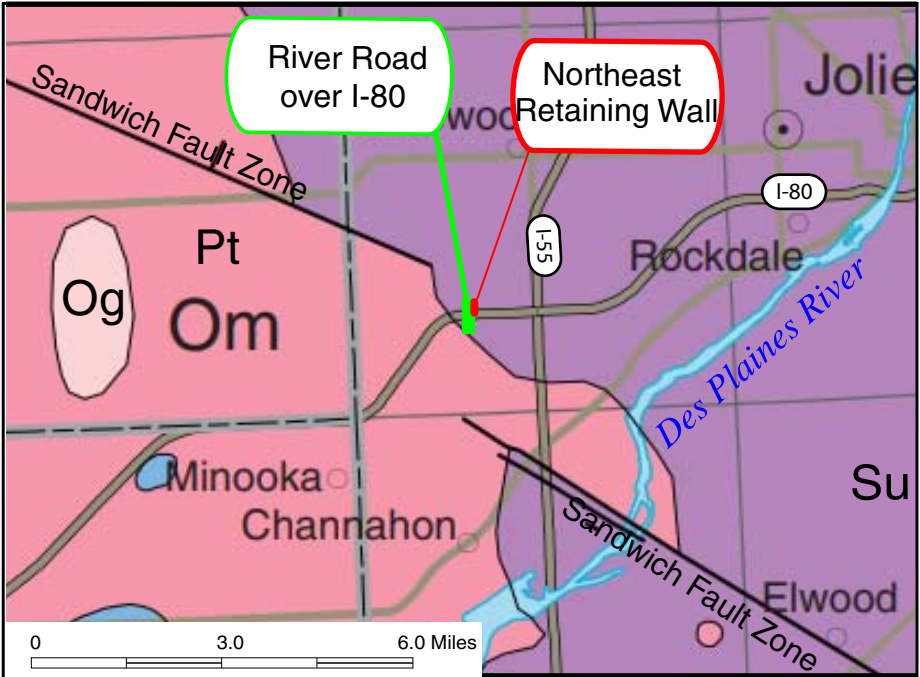 River Road
over I-80
Northeast
Retaining Wall
Jolie
Sandwich Fault Zone
I-80
I-55
Rockdale
Pt
Og
Om
Des Plaines River
Minooka
Su
Channahon
Sandwich Fault Zone
Elwood
0 3.0 6.0 Miles